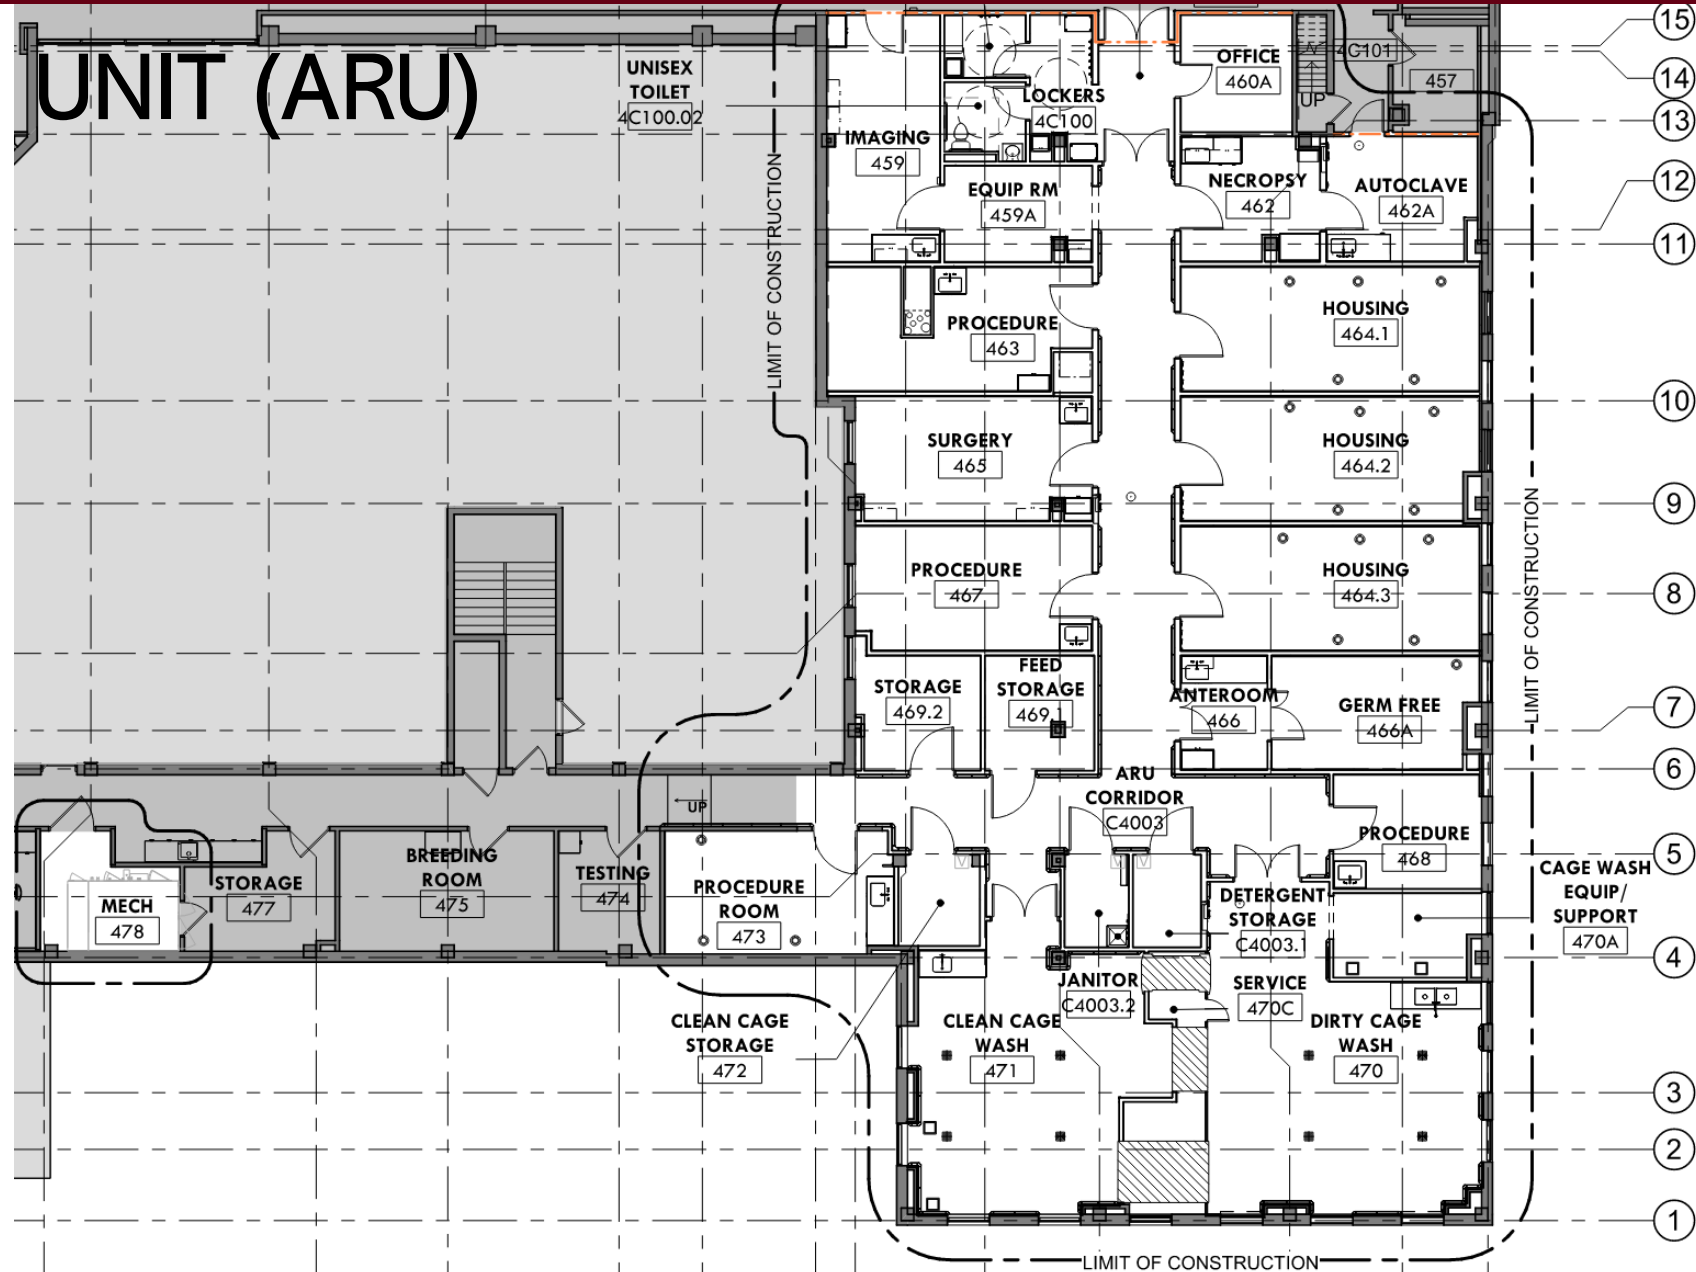 UNIT (ARU)
UNISEX
TOILET
4C100.02
LOCKERS
4C100
OFFICE
460A
4C101
457
UP
15
14
13
12
11
10
9
8
7
6
5
4
3
2
1
IMAGING
459
EQUIP RM
459A
NECROPSY
462
AUTOCLAVE
462A
LIMIT OF CONSTRUCTION
PROCEDURE
463
HOUSING
464.1
SURGERY
465
HOUSING
464.2
PROCEDURE
467
HOUSING
464.3
LIMIT OF CONSTRUCTION
STORAGE
469.2
FEED
STORAGE
469.1
ANTEROOM
466
GERM FREE
466A
ARU
CORRIDOR
C4003
PROCEDURE
468
UP
MECH
478
STORAGE
477
BREEDING
ROOM
475
TESTING
474
PROCEDURE
ROOM
473
DETERGENT
STORAGE
C4003.1
CAGE WASH
EQUIP/
SUPPORT
470A
JANITOR
C4003.2
SERVICE
470C
CLEAN CAGE
STORAGE
472
CLEAN CAGE
WASH
471
DIRTY CAGE
WASH
470
LIMIT OF CONSTRUCTION